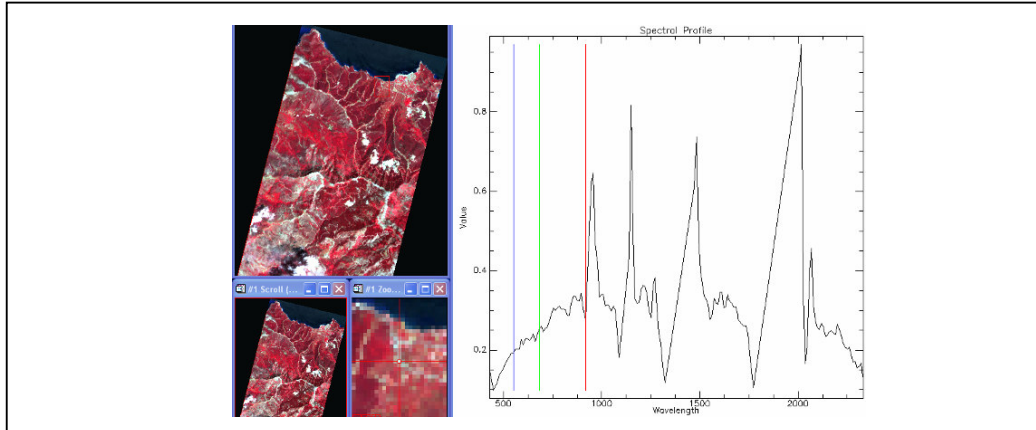 Spectral Profile
0.8
0.6
0.4
0.2
Value
500
1000
1500
2000
Wavelength
#1 Scroll (...
#1 Zoo...